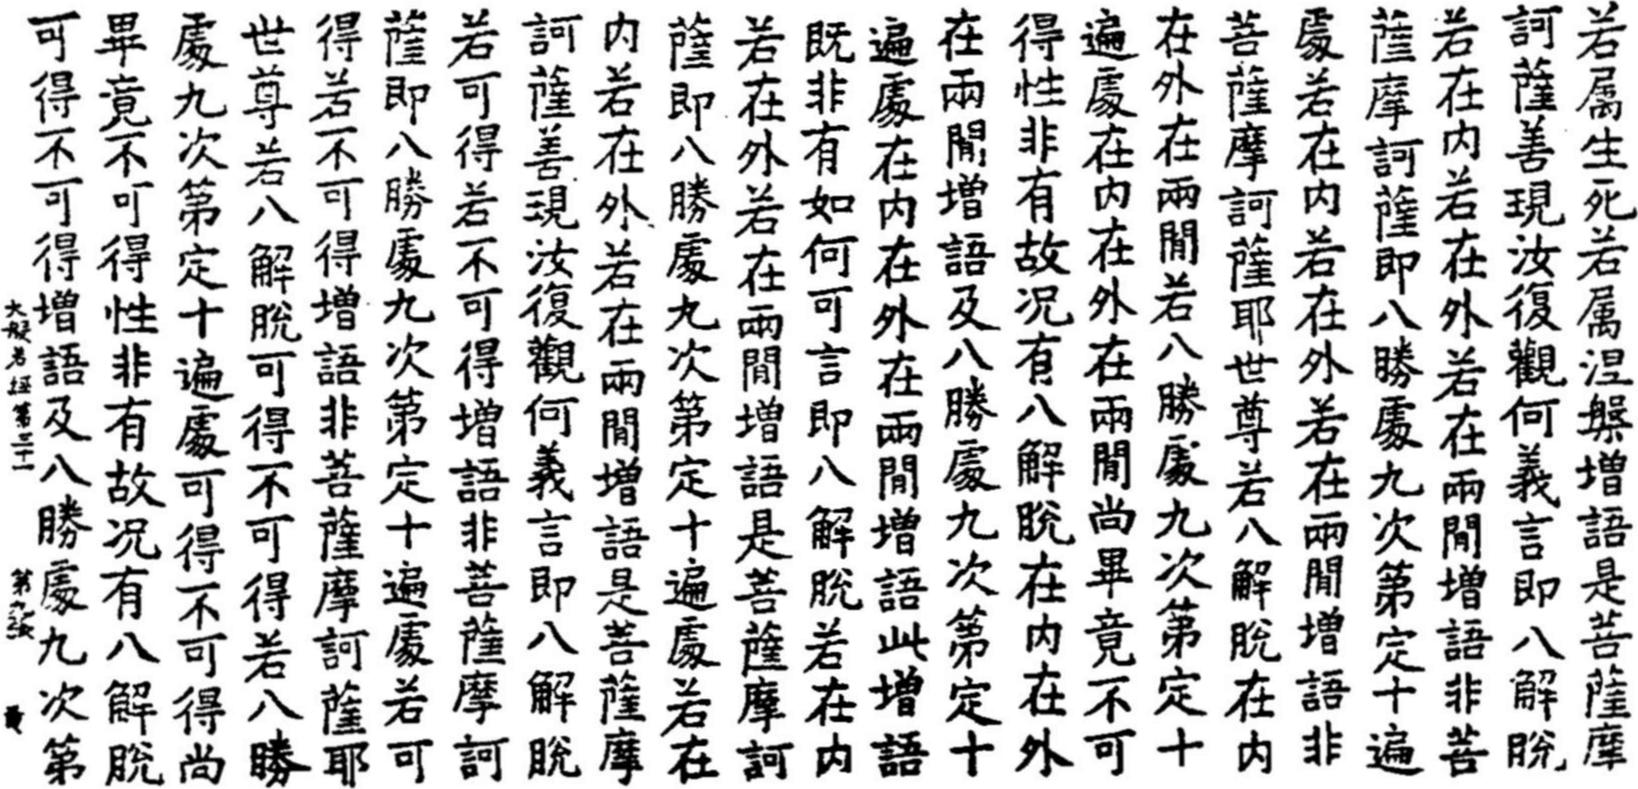 若属生死若属涅槃增語是菩薩摩
訶薩善現汝復觀何義言即八解脫
若在內若在外若在兩閒增語非菩
薩摩訶薩即八勝處九次第定十遍
處若在內若在外若在兩閒增語非
菩薩摩訶薩耶世尊若八解脫在內
在外在兩閒若八勝處九次第定十
遍處在內在外在兩閒尚畢竟不可
得性非有故况有八解脫在內在外
在兩閒增語及八勝處九次第定十
遍處在內在外在兩閒增語此增語
既非有如何可言即八解脫若在內
若在外若在兩閒增語是菩薩摩訶
薩即八勝處九次第定十遍處若在
內若在外若在兩閒增語是菩薩摩
訶薩善現汝復觀何義言即八解脫
若可得若不可得增語非菩薩摩訶
薩即八勝處九次第定十遍處若可
得若不可得增語非菩薩摩訶薩耶
世尊若八解脫可得不可得若八勝
處九次第定十遍處可得不可得尚
畢竟不可得性非有故况有八解脫
可得不可得增語及八勝處九次第
大般若經第三十一 第九張